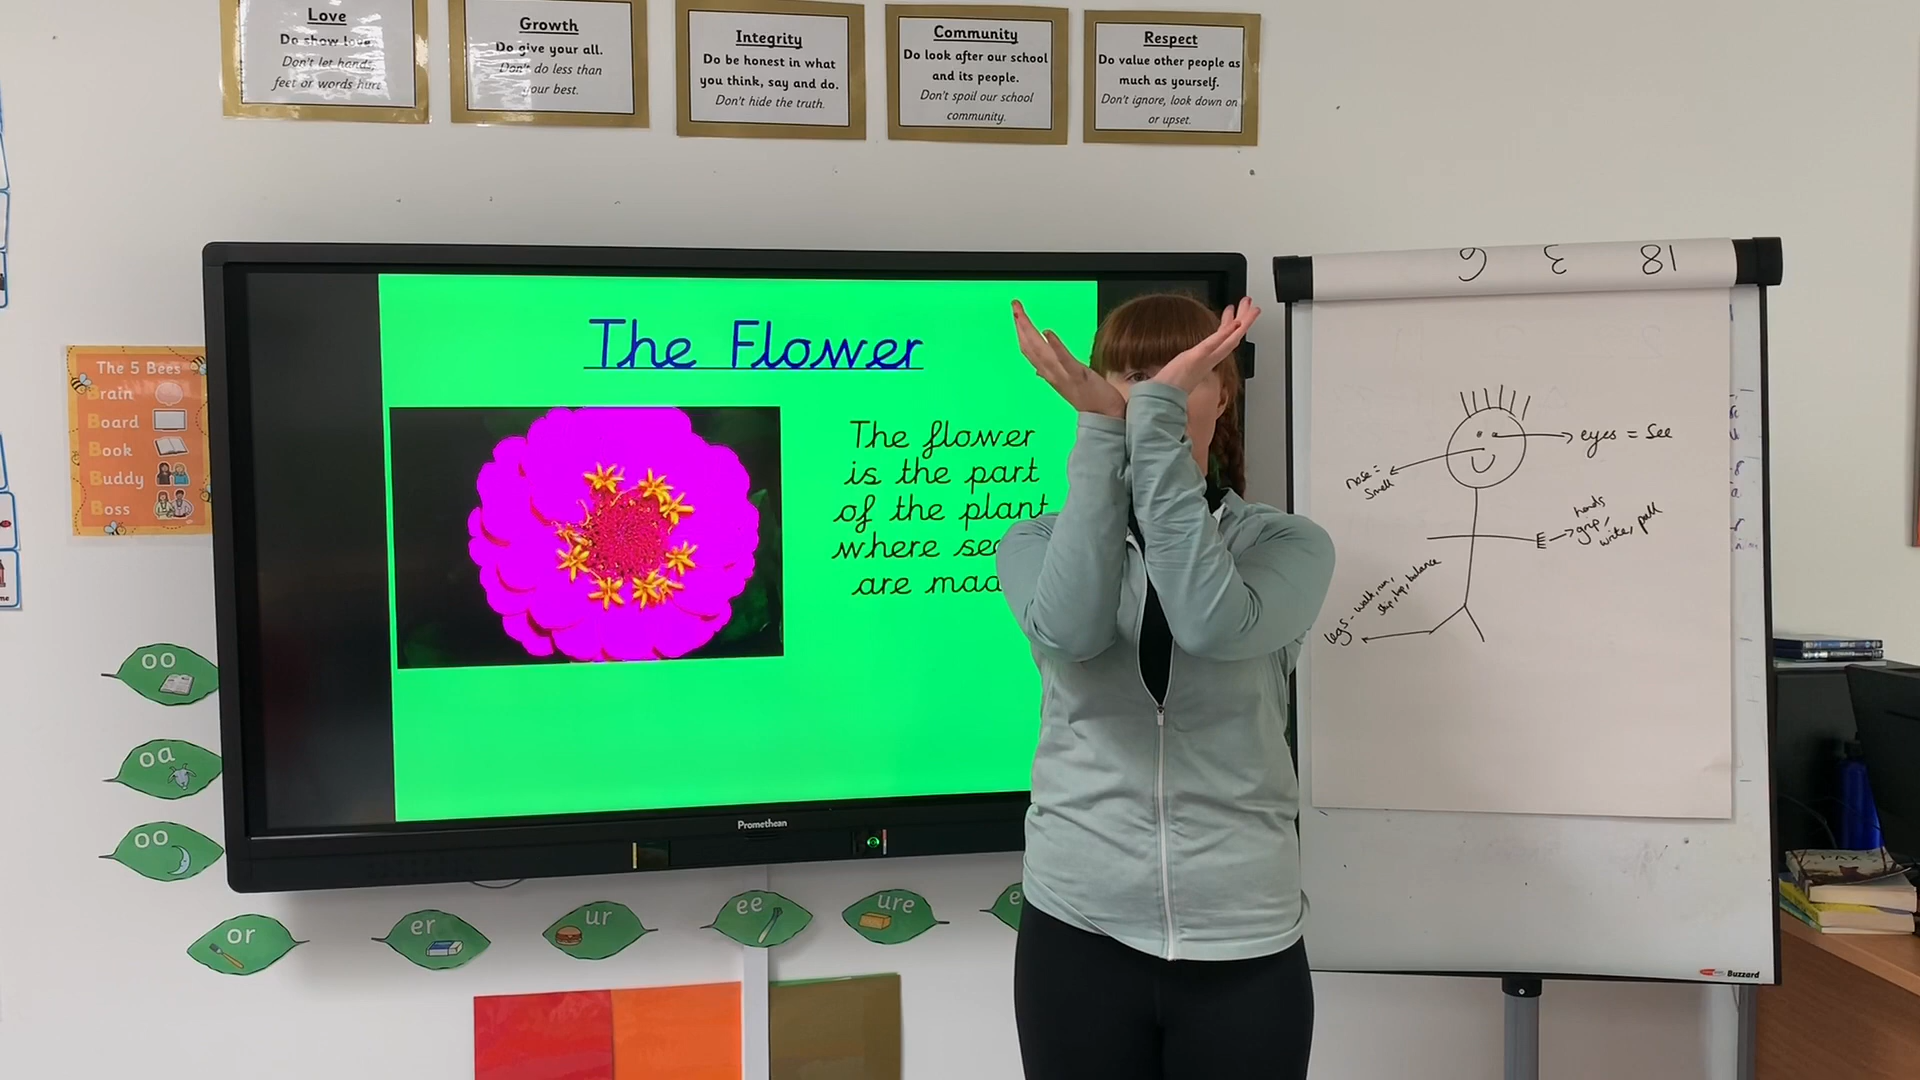 Love
Do show love.
Don't let hands,
feet or words hurt
Growth
Do give your all.
Don't do less than
your best.
Integrity
Do be honest in what
you think, say and do.
Don't hide the truth.
Community
Do look after our school
and its people.
Don't spoil our school
community.
Respect
Do value other people as
much as yourself.
Don't ignore, look down on
or upset.
The 5 Bees
Brain
Board
Book
Buddy
Boss
The Flower
The flower
is the part
of the plant
where see
are mad
Promethean
18 3 6
eyes = See
nose =
Smell
hands
grip,
write, pull
legs - walk, run,
skip, hop, balance
Buzzard
oo
oa
oo
or
er
ur
ee
ure
e
PAX